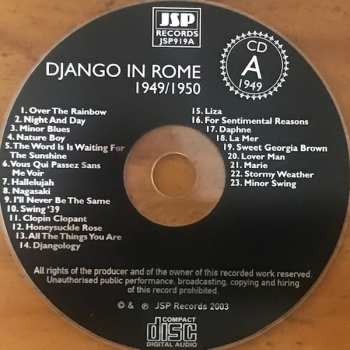 JSP
RECORDS
JSP919A
CD
A
1949
DJANGO IN ROME
1949/1950
1. Over The Rainbow
2. Night And Day
3. Minor Blues
4. Nature Boy
5. The Word Is Is Waiting For
The Sunshine
6. Vous Qui Passez Sans
Me Voir
7. Hallelujah
8. Nagasaki
9. I'll Never Be The Same
10. Swing '39
11. Clopin Clopant
12. Honeysuckle Rose
13. All The Things You Are
14. Djangology
15. Liza
16. For Sentimental Reasons
17. Daphne
18. La Mer
19. Sweet Georgia Brown
20. Lover Man
21. Marie
22. Stormy Weather
23. Minor Swing
All rights of the producer and of the owner of this recorded work reserved.
Unauthorised public performance, broadcasting, copying and hiring
of this record prohibited.
© & ℗ JSP Records 2003
COMPACT
disc
DIGITAL AUDIO